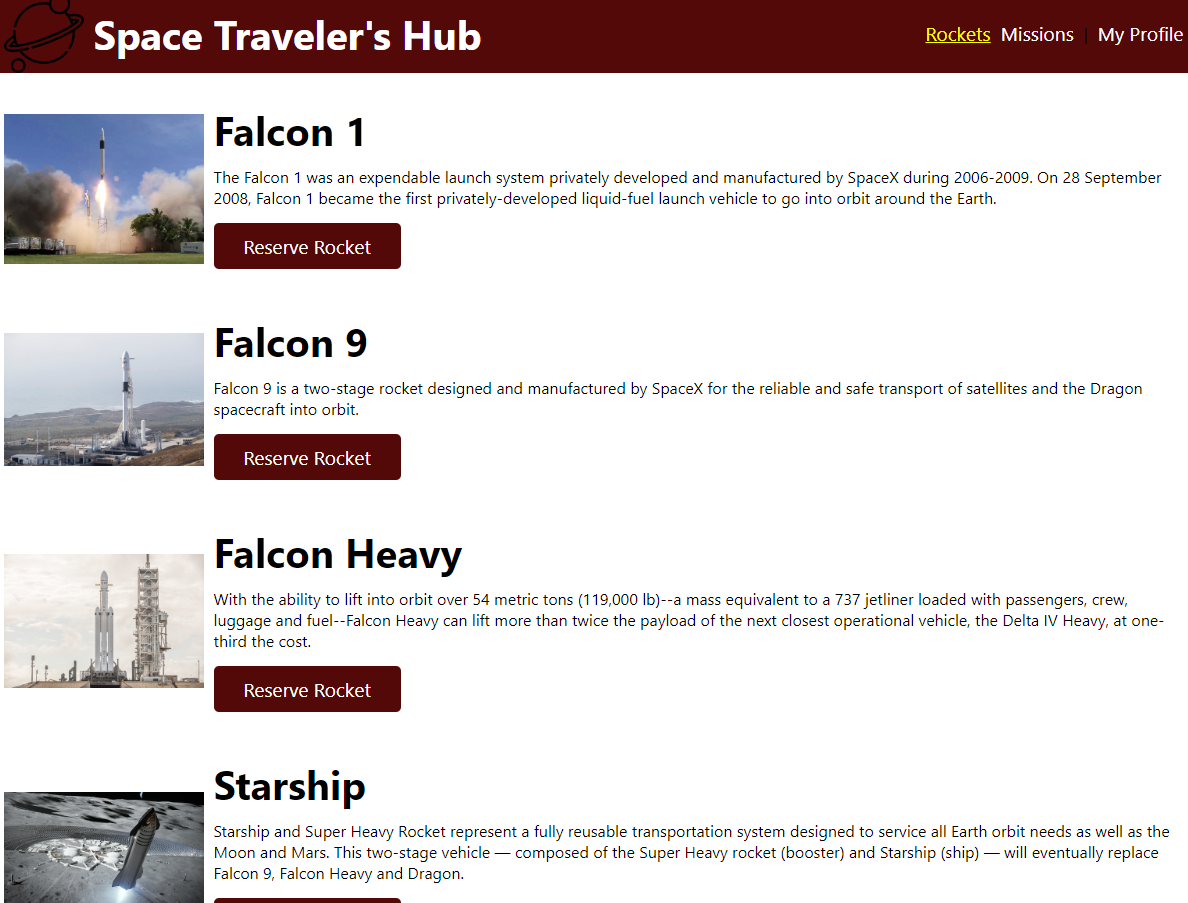 Space Traveler's Hub
Rockets Missions | My Profile
Falcon 1
The Falcon 1 was an expendable launch system privately developed and manufactured by SpaceX during 2006-2009. On 28 September
2008, Falcon 1 became the first privately-developed liquid-fuel launch vehicle to go into orbit around the Earth.
Reserve Rocket
Falcon 9
Falcon 9 is a two-stage rocket designed and manufactured by SpaceX for the reliable and safe transport of satellites and the Dragon
spacecraft into orbit.
Reserve Rocket
Falcon Heavy
With the ability to lift into orbit over 54 metric tons (119,000 lb)--a mass equivalent to a 737 jetliner loaded with passengers, crew,
luggage and fuel--Falcon Heavy can lift more than twice the payload of the next closest operational vehicle, the Delta IV Heavy, at one-
third the cost.
Reserve Rocket
Starship
Starship and Super Heavy Rocket represent a fully reusable transportation system designed to service all Earth orbit needs as well as the
Moon and Mars. This two-stage vehicle — composed of the Super Heavy rocket (booster) and Starship (ship) — will eventually replace
Falcon 9, Falcon Heavy and Dragon.